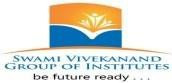 SWAMI VIVEKANAND
GROUP OF INSTITUTES
be future ready . . .